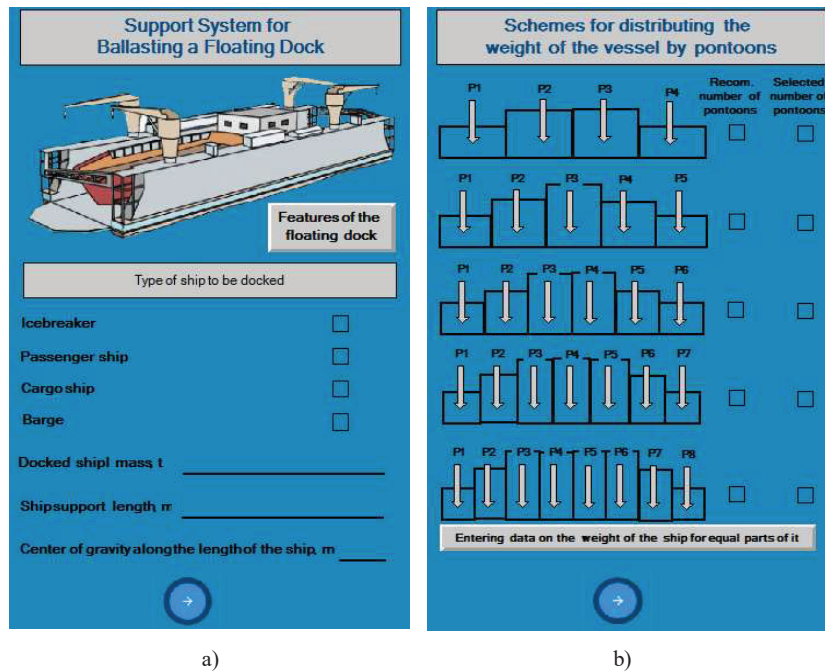 Support System for
Ballasting a Floating Dock
Features of the
floating dock
Type of ship to be docked
Icebreaker
Passenger ship
Cargo ship
Barge
Docked shipl mass, t
Ship support length, m
Center of gravity along the length of the ship, m
a)
Schemes for distributing the
weight of the vessel by pontoons
Recom. number of pontoons
Selected number of pontoons
P1 P2 P3 P4
P1 P2 P3 P4 P5
P1 P2 P3 P4 P5 P6
P1 P2 P3 P4 P5 P6 P7
P1 P2 P3 P4 P5 P6 P7 P8
Entering data on the weight of the ship for equal parts of it
b)